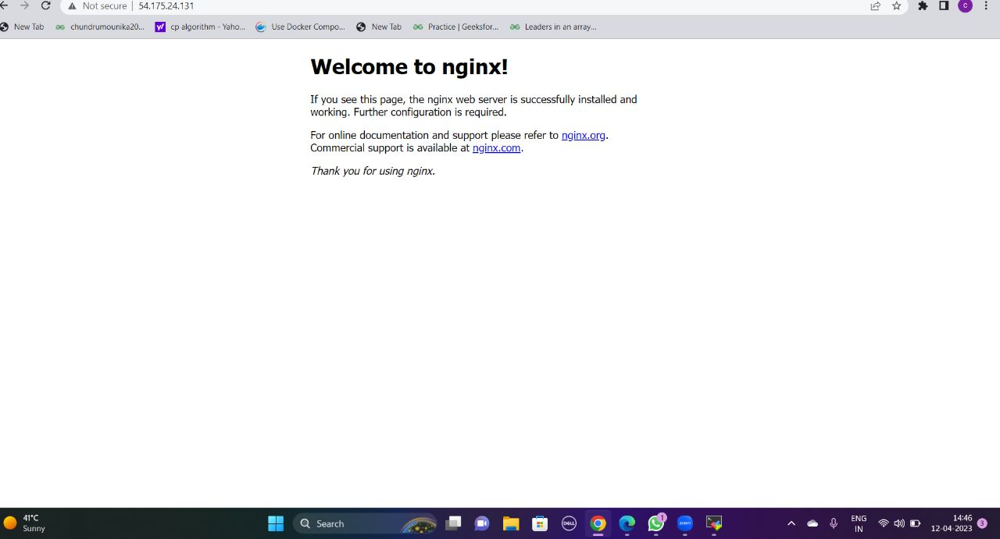 Not secure | 54.175.24.131
New Tab chundrumounika20... cp algorithm - Yaho... Use Docker Compo... New Tab Practice | Geeksfor... Leaders in an array...
Welcome to nginx!
If you see this page, the nginx web server is successfully installed and
working. Further configuration is required.
For online documentation and support please refer to nginx.org.
Commercial support is available at nginx.com.
Thank you for using nginx.
41°C
Sunny
Search
DELL
1
zoom
ENG
IN
14:46
12-04-2023
3